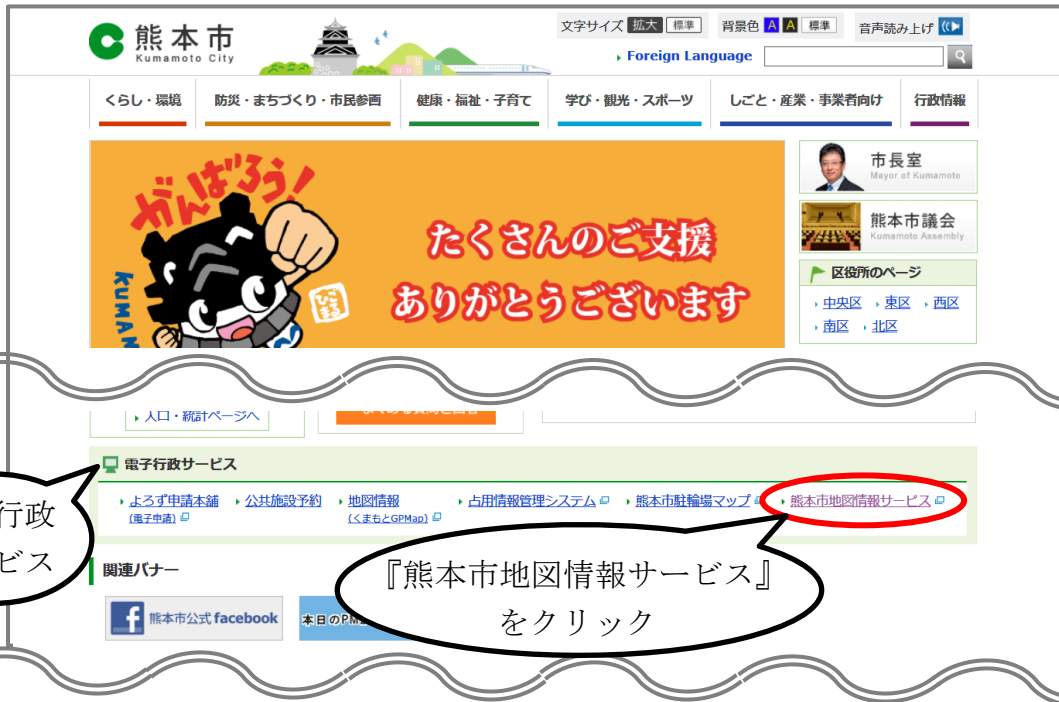 熊本市
Kumamoto City
文字サイズ 拡大 標準 背景色 A A 標準 音声読み上げ
Foreign Language
くらし・環境 防災・まちづくり・市民参画 健康・福祉・子育て 学び・観光・スポーツ しごと・産業・事業者向け 行政情報
がんばろう!
KUMA
たくさんのご支援
ありがとうございます
市長室
Mayor of Kumamoto
熊本市議会
Kumamoto Assembly
区役所のページ
中央区 東区 西区
南区 北区
人口・統計ページへ
電子行政サービス
よろず申請本舗 公共施設予約 地図情報 占用情報管理システム 熊本市駐輪場マップ 熊本市地図情報サービス
(電子申請) (くまもとGPMap)
行政
ビス
『熊本市地図情報サービス』
をクリック
関連バナー
熊本市公式 facebook
本日のPM